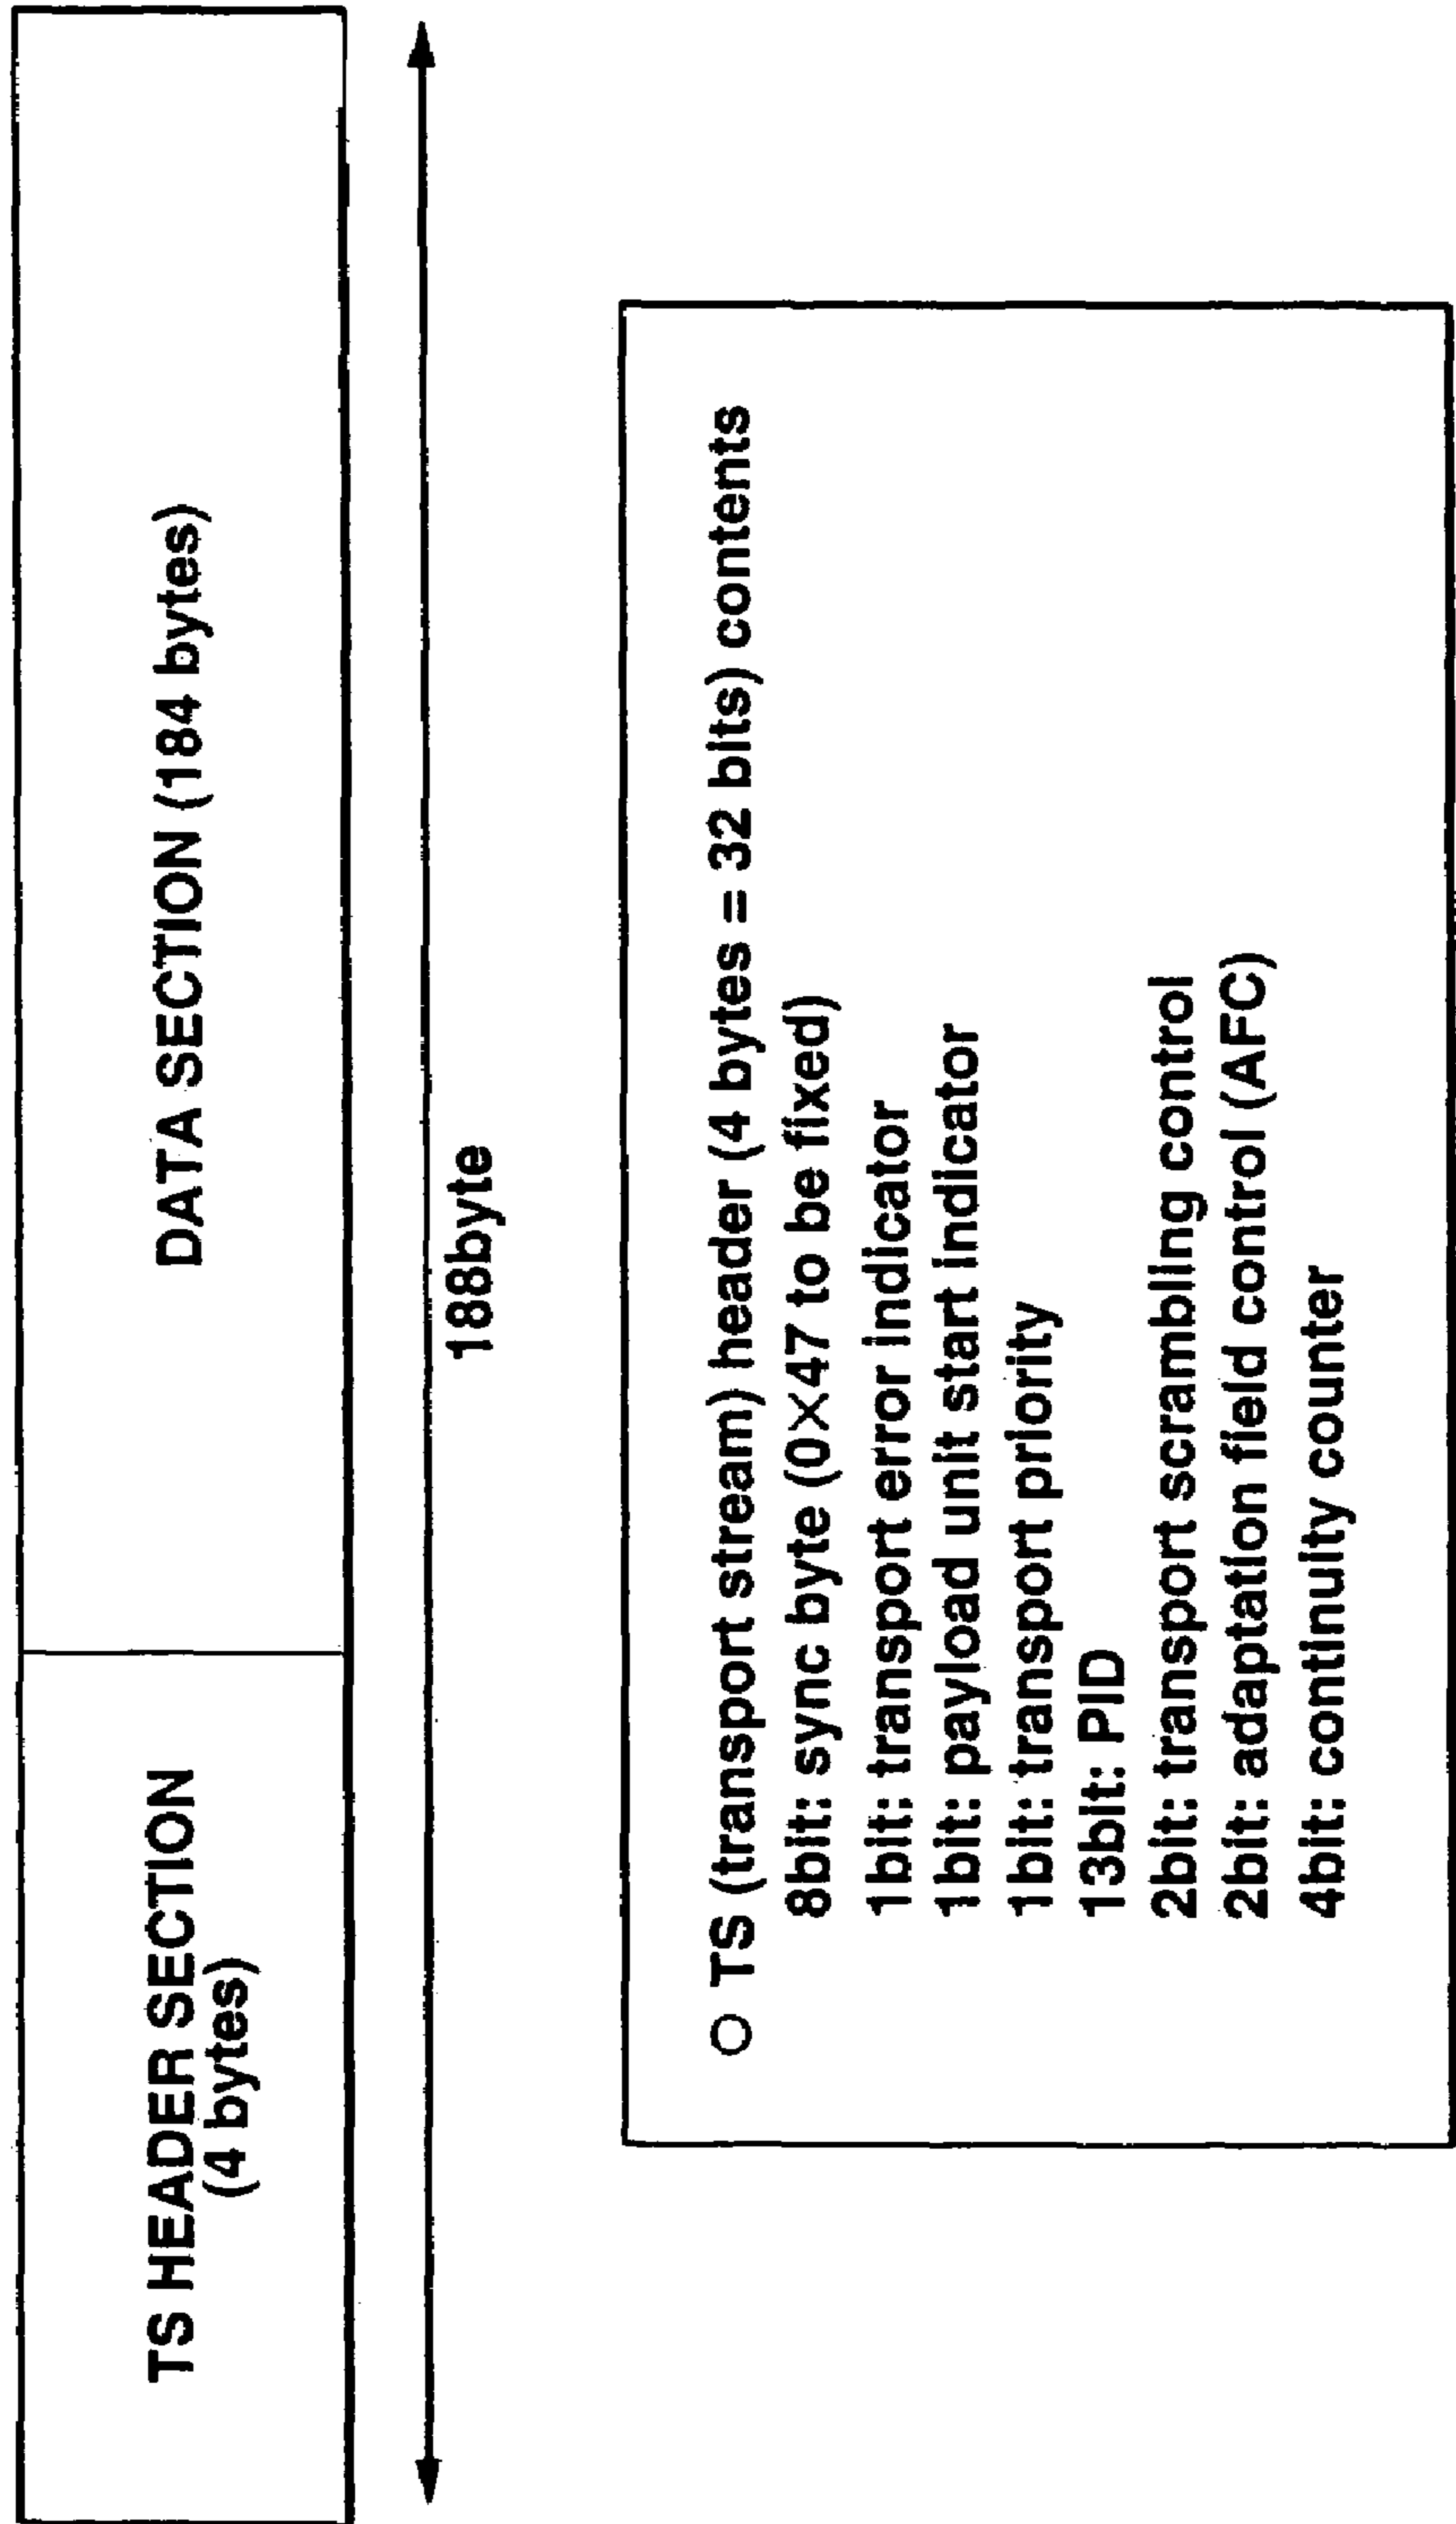 TS HEADER SECTION
(4 bytes)
DATA SECTION (184 bytes)
188byte
○ TS (transport stream) header (4 bytes = 32 bits) contents
8bit: sync byte (0×47 to be fixed)
1bit: transport error indicator
1bit: payload unit start indicator
1bit: transport priority
13bit: PID
2bit: transport scrambling control
2bit: adaptation field control (AFC)
4bit: continuity counter